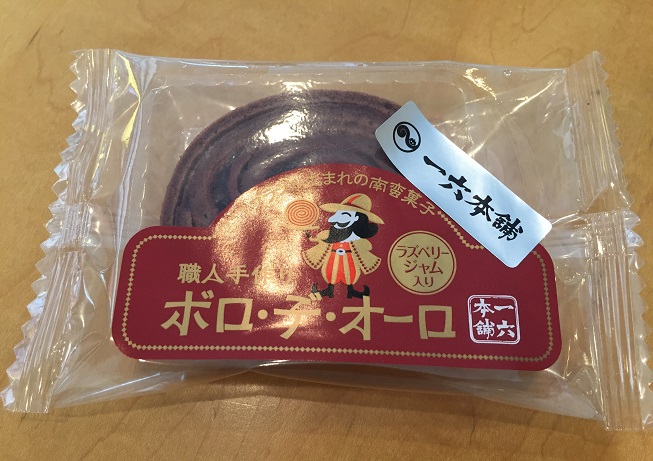 一六本舗
まれの南蛮菓子
ラズベリー
ジャム
入り
職人手作り
ボロ・デ・オーロ
一六
本舗